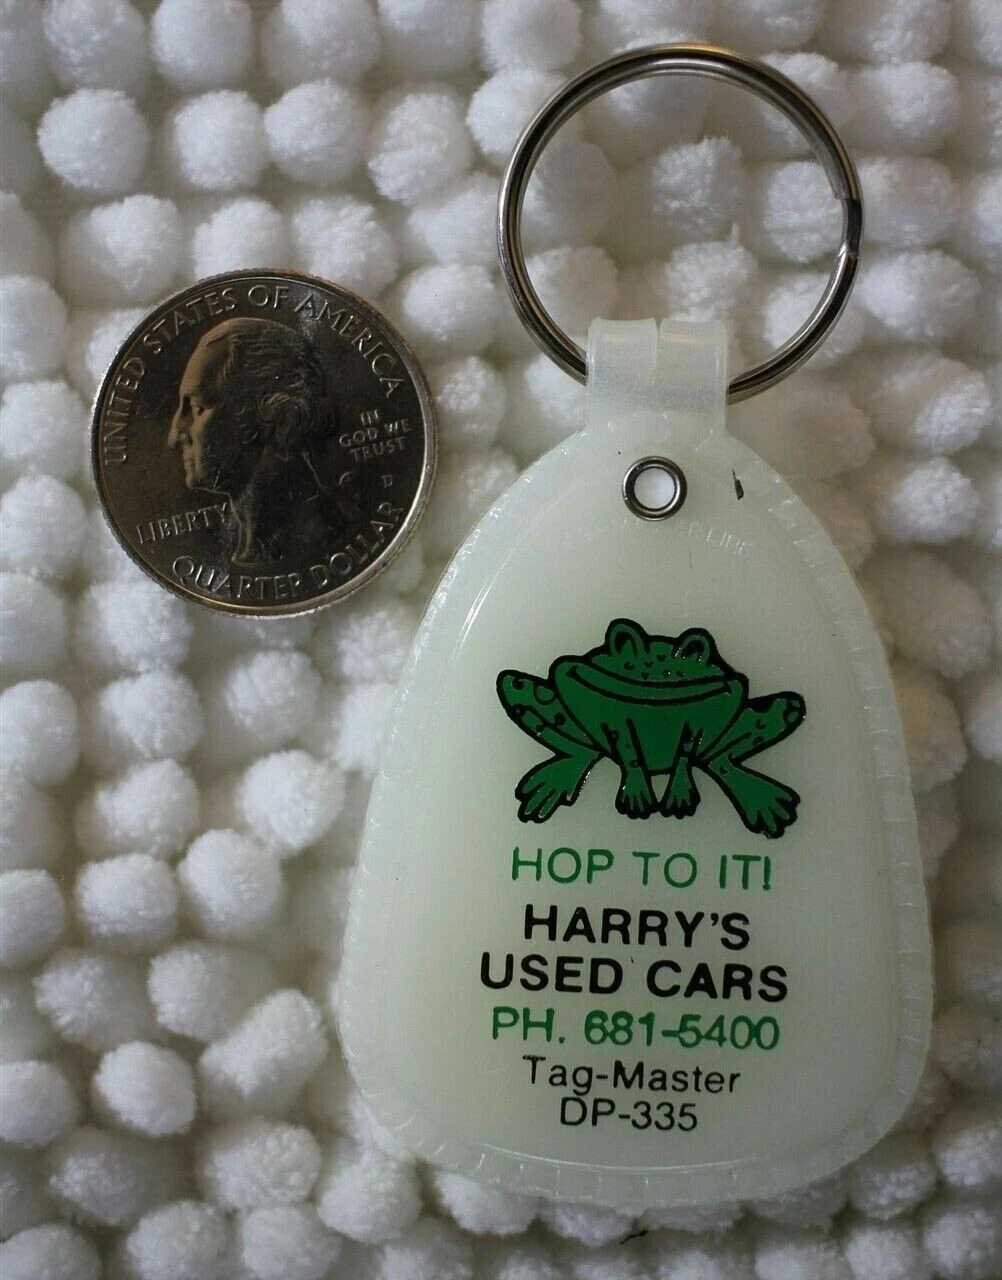 UNITED STATES OF AMERICA
IN
GOD WE
TRUST
D
LIBERTY
QUARTER DOLLAR
HOP TO IT!
HARRY'S
USED CARS
PH. 681-5400
Tag-Master
DP-335